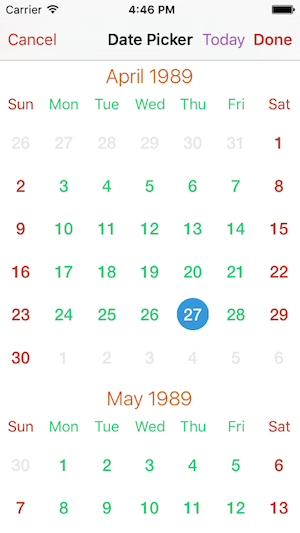 Carrier 4:46 PM
Cancel Date Picker Today Done
April 1989
Sun Mon Tue Wed Thu Fri Sat
26 27 28 29 30 31 1
2 3 4 5 6 7 8
9 10 11 12 13 14 15
16 17 18 19 20 21 22
23 24 25 26 27 28 29
30 1 2 3 4 5 6
May 1989
Sun Mon Tue Wed Thu Fri Sat
30 1 2 3 4 5 6
7 8 9 10 11 12 13